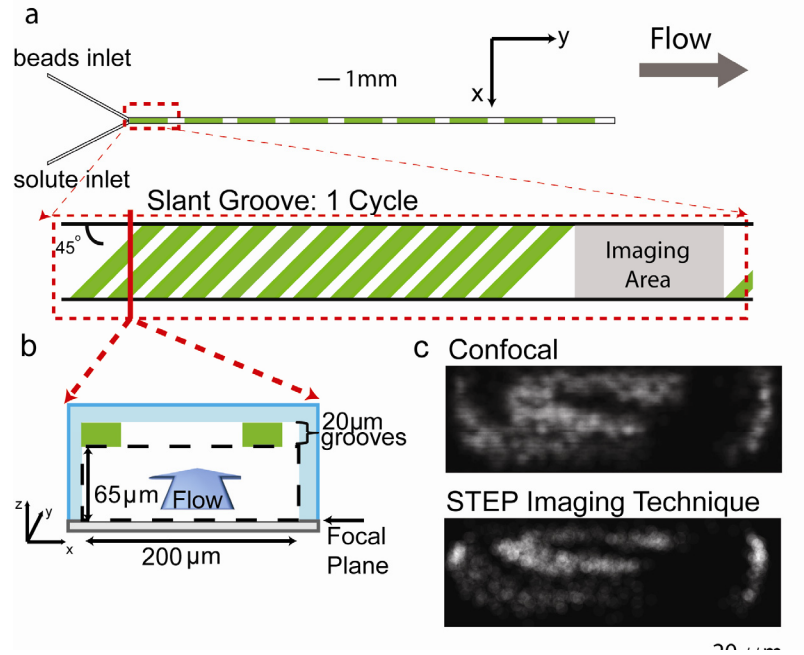 a
beads inlet
1mm
y
x
Flow
solute inlet
Slant Groove: 1 Cycle
45°
Imaging
Area
b
20µm
grooves
65µm
Flow
z
y
x
200µm
Focal
Plane
c
Confocal
STEP Imaging Technique